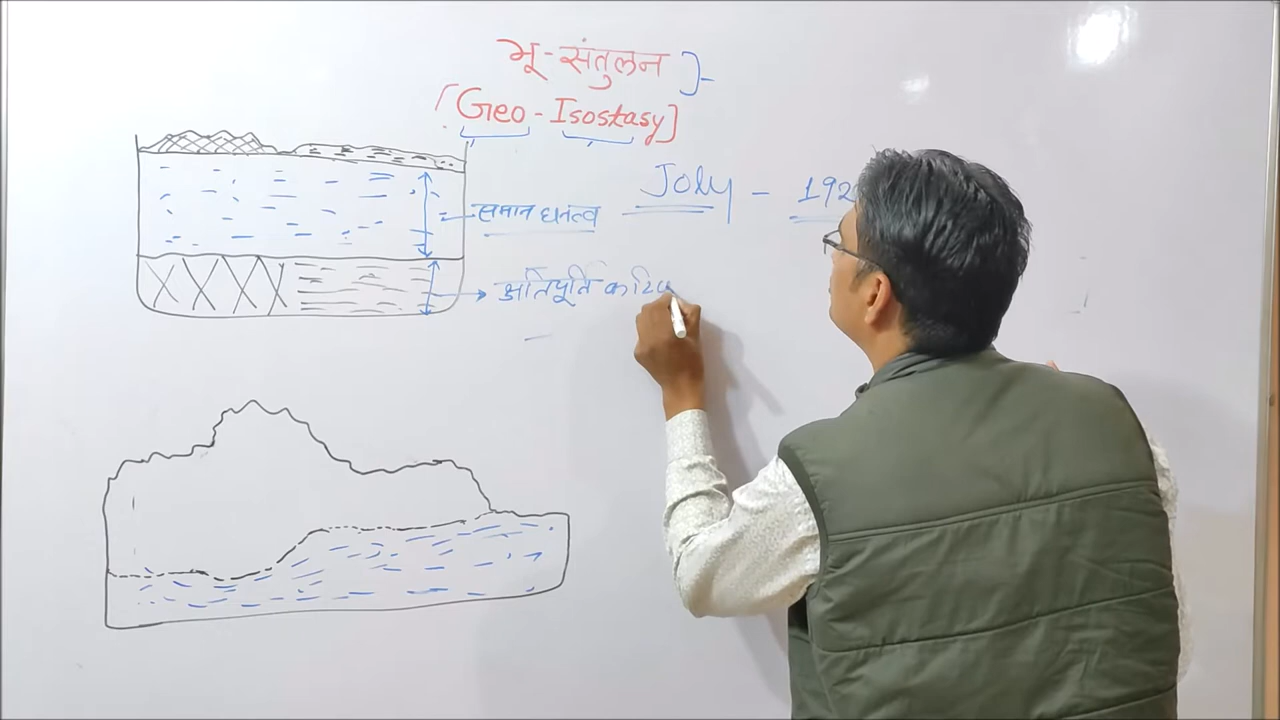 भू-संतुलन }-
[Geo-Isostasy]
Joly - 192
समान घनत्व
क्षतिपूर्ति